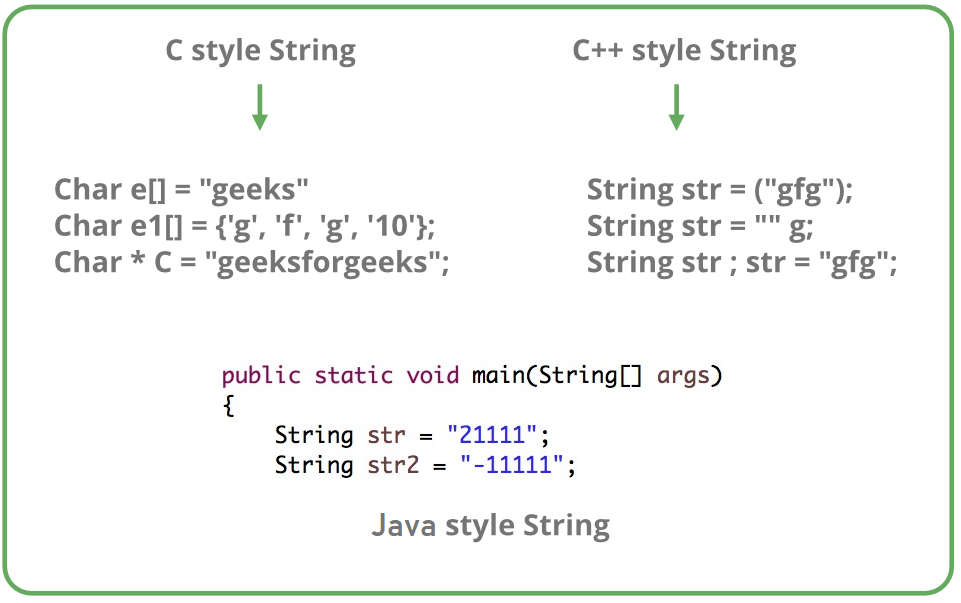 C style String
C++ style String
Char e[] = "geeks"
Char e1[] = {'g', 'f', 'g', '10'};
Char * C = "geeksforgeeks";
String str = ("gfg");
String str = "" g;
String str ; str = "gfg";
public static void main(String[] args)
{
    String str = "21111";
    String str2 = "-11111";
Java style String